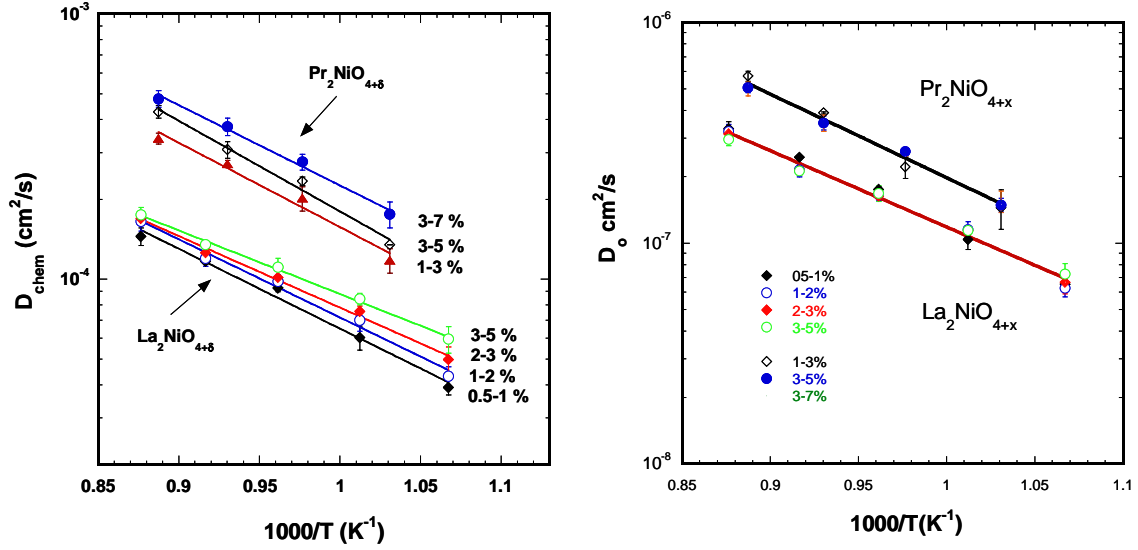 10⁻³
10⁻⁴
D_chem (cm²/s)
Pr₂NiO₄₊δ
3-7 %
3-5 %
1-3 %
La₂NiO₄₊δ
3-5 %
2-3 %
1-2 %
0.5-1 %
0.85 0.9 0.95 1 1.05 1.1
1000/T (K⁻¹)
10⁻⁶
10⁻⁷
10⁻⁸
D_o cm²/s
Pr₂NiO₄₊ₓ
05-1%
1-2%
2-3%
3-5%
La₂NiO₄₊ₓ
1-3%
3-5%
3-7%
0.85 0.9 0.95 1 1.05 1.1
1000/T(K⁻¹)